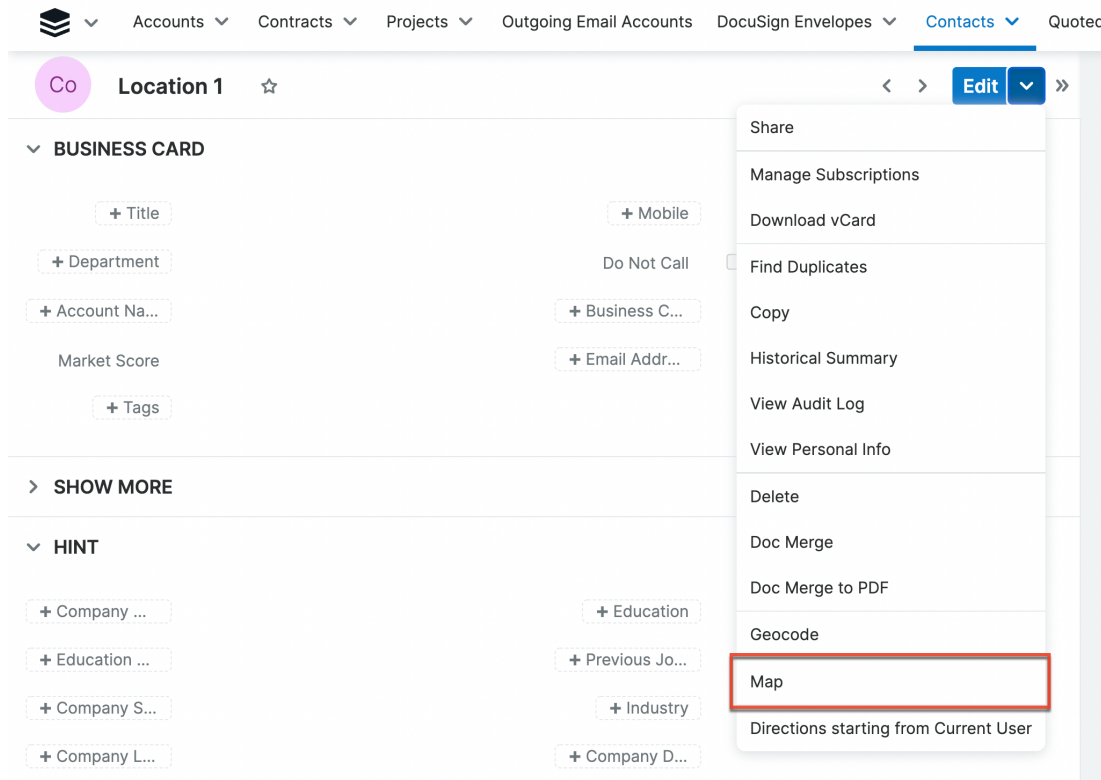 Accounts Contracts Projects Outgoing Email Accounts DocuSign Envelopes Contacts Quoted
Co Location 1 Edit
Share
BUSINESS CARD
Manage Subscriptions
+ Title + Mobile
Download vCard
+ Department Do Not Call
Find Duplicates
+ Account Na... + Business C...
Copy
Market Score + Email Addr...
Historical Summary
+ Tags
View Audit Log
View Personal Info
SHOW MORE
Delete
HINT
Doc Merge
Doc Merge to PDF
+ Company ... + Education
Geocode
+ Education ... + Previous Jo...
Map
+ Company S... + Industry
Directions starting from Current User
+ Company L... + Company D...